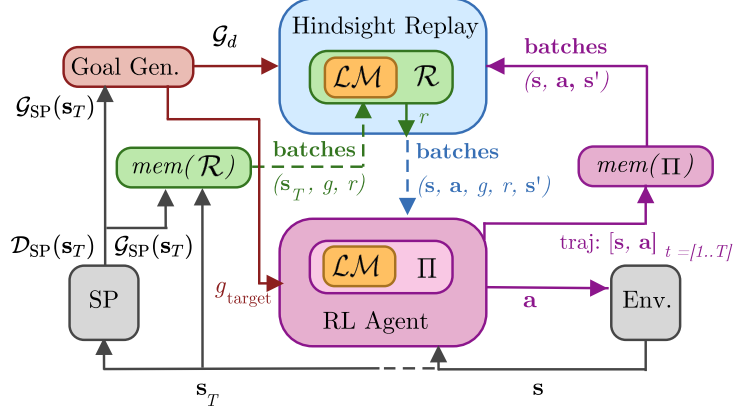 Hindsight Replay
𝒢_d
batches
(s, a, s')
Goal Gen.
ℒℳ ℛ
𝒢_SP(s_T)
r
mem(ℛ)
batches
(s_T, g, r)
batches
(s, a, g, r, s')
mem(Π)
𝒟_SP(s_T) 𝒢_SP(s_T)
traj: [s, a] _t =[1..T]
ℒℳ Π
g_target
SP
RL Agent
a
Env.
s_T
s